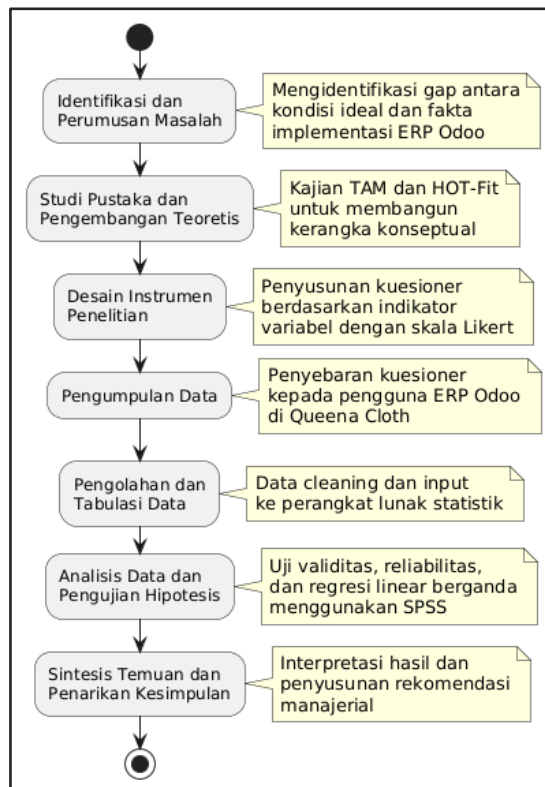 Identifikasi dan
Perumusan Masalah
Mengidentifikasi gap antara
kondisi ideal dan fakta
implementasi ERP Odoo
Studi Pustaka dan
Pengembangan Teoretis
Kajian TAM dan HOT-Fit
untuk membangun
kerangka konseptual
Desain Instrumen
Penelitian
Penyusunan kuesioner
berdasarkan indikator
variabel dengan skala Likert
Pengumpulan Data
Penyebaran kuesioner
kepada pengguna ERP Odoo
di Queena Cloth
Pengolahan dan
Tabulasi Data
Data cleaning dan input
ke perangkat lunak statistik
Analisis Data dan
Pengujian Hipotesis
Uji validitas, reliabilitas,
dan regresi linear berganda
menggunakan SPSS
Sintesis Temuan dan
Penarikan Kesimpulan
Interpretasi hasil dan
penyusunan rekomendasi
manajerial